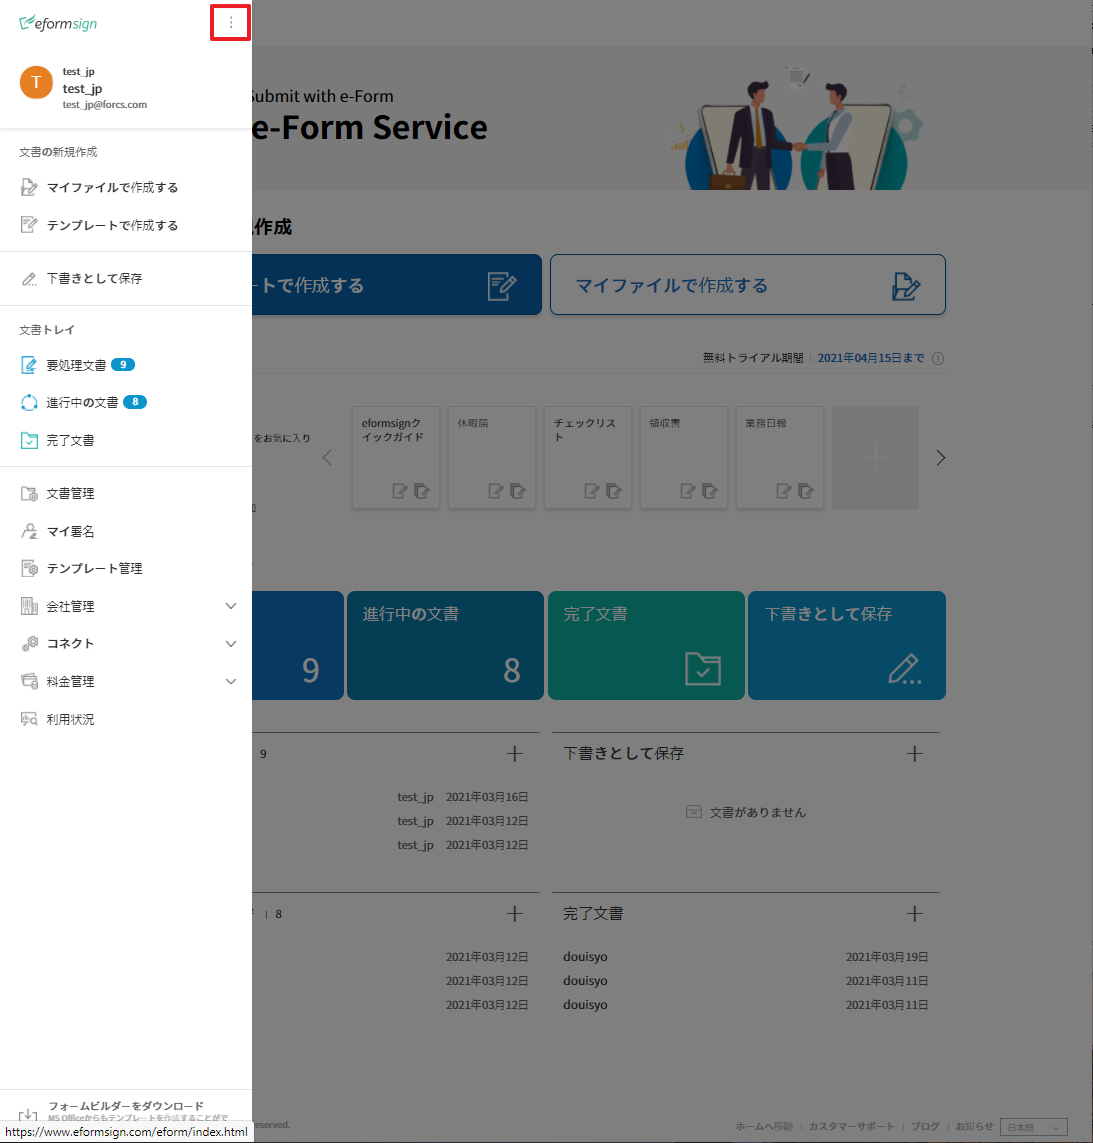 eformsign
T
test_jp
test_jp
test_jp@forcs.com
文書の新規作成
マイファイルで作成する
テンプレートで作成する
下書きとして保存
文書トレイ
要処理文書 9
進行中の文書 8
完了文書
文書管理
マイ署名
テンプレート管理
会社管理
コネクト
料金管理
利用状況
フォームビルダーをダウンロード
MS Officeからもテンプレートを作成することがで
https://www.eformsign.com/eform/index.html
Submit with e-Form
e-Form Service
作成
ートで作成する
マイファイルで作成する
無料トライアル期間 | 2021年04月15日まで
をお気に入り
eformsignク
イックガイド
休暇届
チェックリス
ト
領収書
業務日報
9
進行中の文書
8
完了文書
下書きとして保存
9
test_jp 2021年03月16日
test_jp 2021年03月12日
test_jp 2021年03月12日
下書きとして保存
文書がありません
| 8
2021年03月12日
2021年03月12日
2021年03月12日
完了文書
douisyo 2021年03月19日
douisyo 2021年03月11日
douisyo 2021年03月11日
eserved.
ホームへ移動 | カスタマーサポート | ブログ | お知らせ
日本語